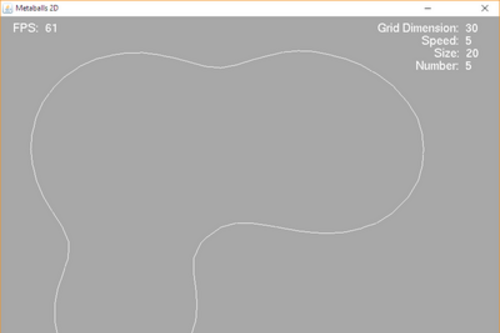 Metaballs 2D
FPS: 61
Grid Dimension: 30
Speed: 5
Size: 20
Number: 5